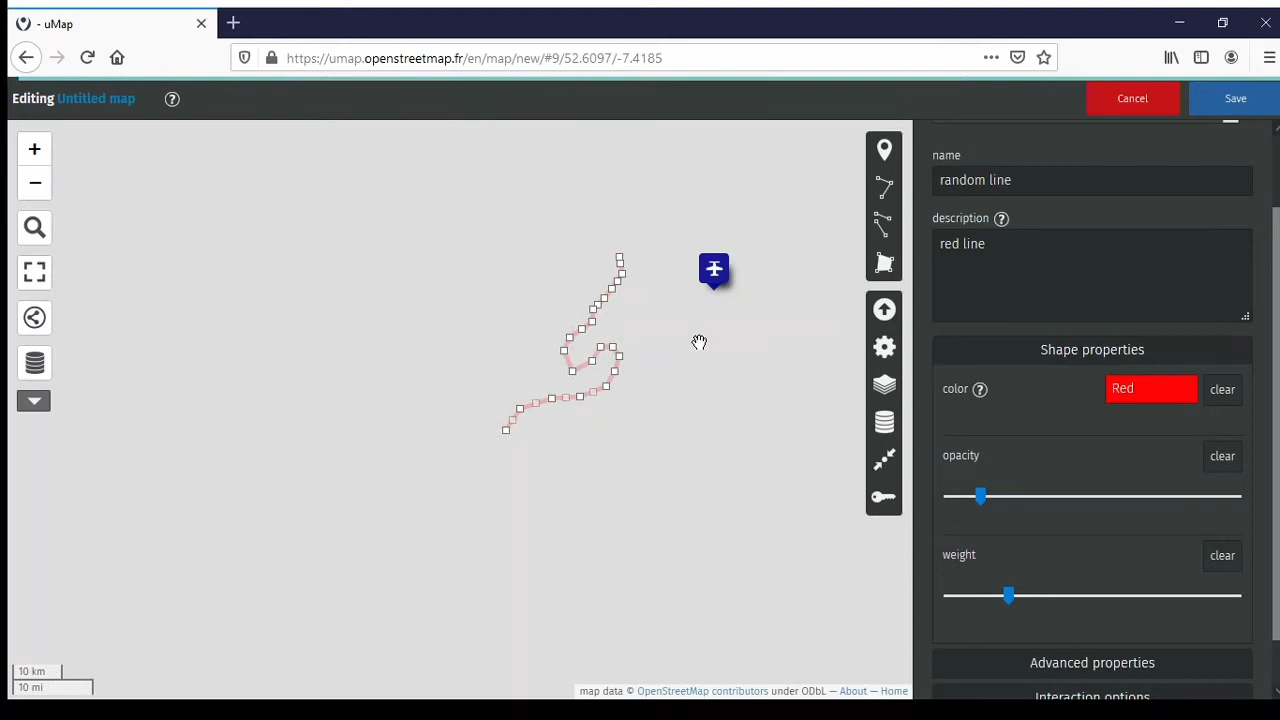 - uMap
https://umap.openstreetmap.fr/en/map/new/#9/52.6097/-7.4185
Editing Untitled map
Cancel
Save
name
random line
description
red line
Shape properties
color
Red
clear
opacity
clear
weight
clear
Advanced properties
Interaction options
10 km
10 mi
map data © OpenStreetMap contributors under ODbL — About — Home